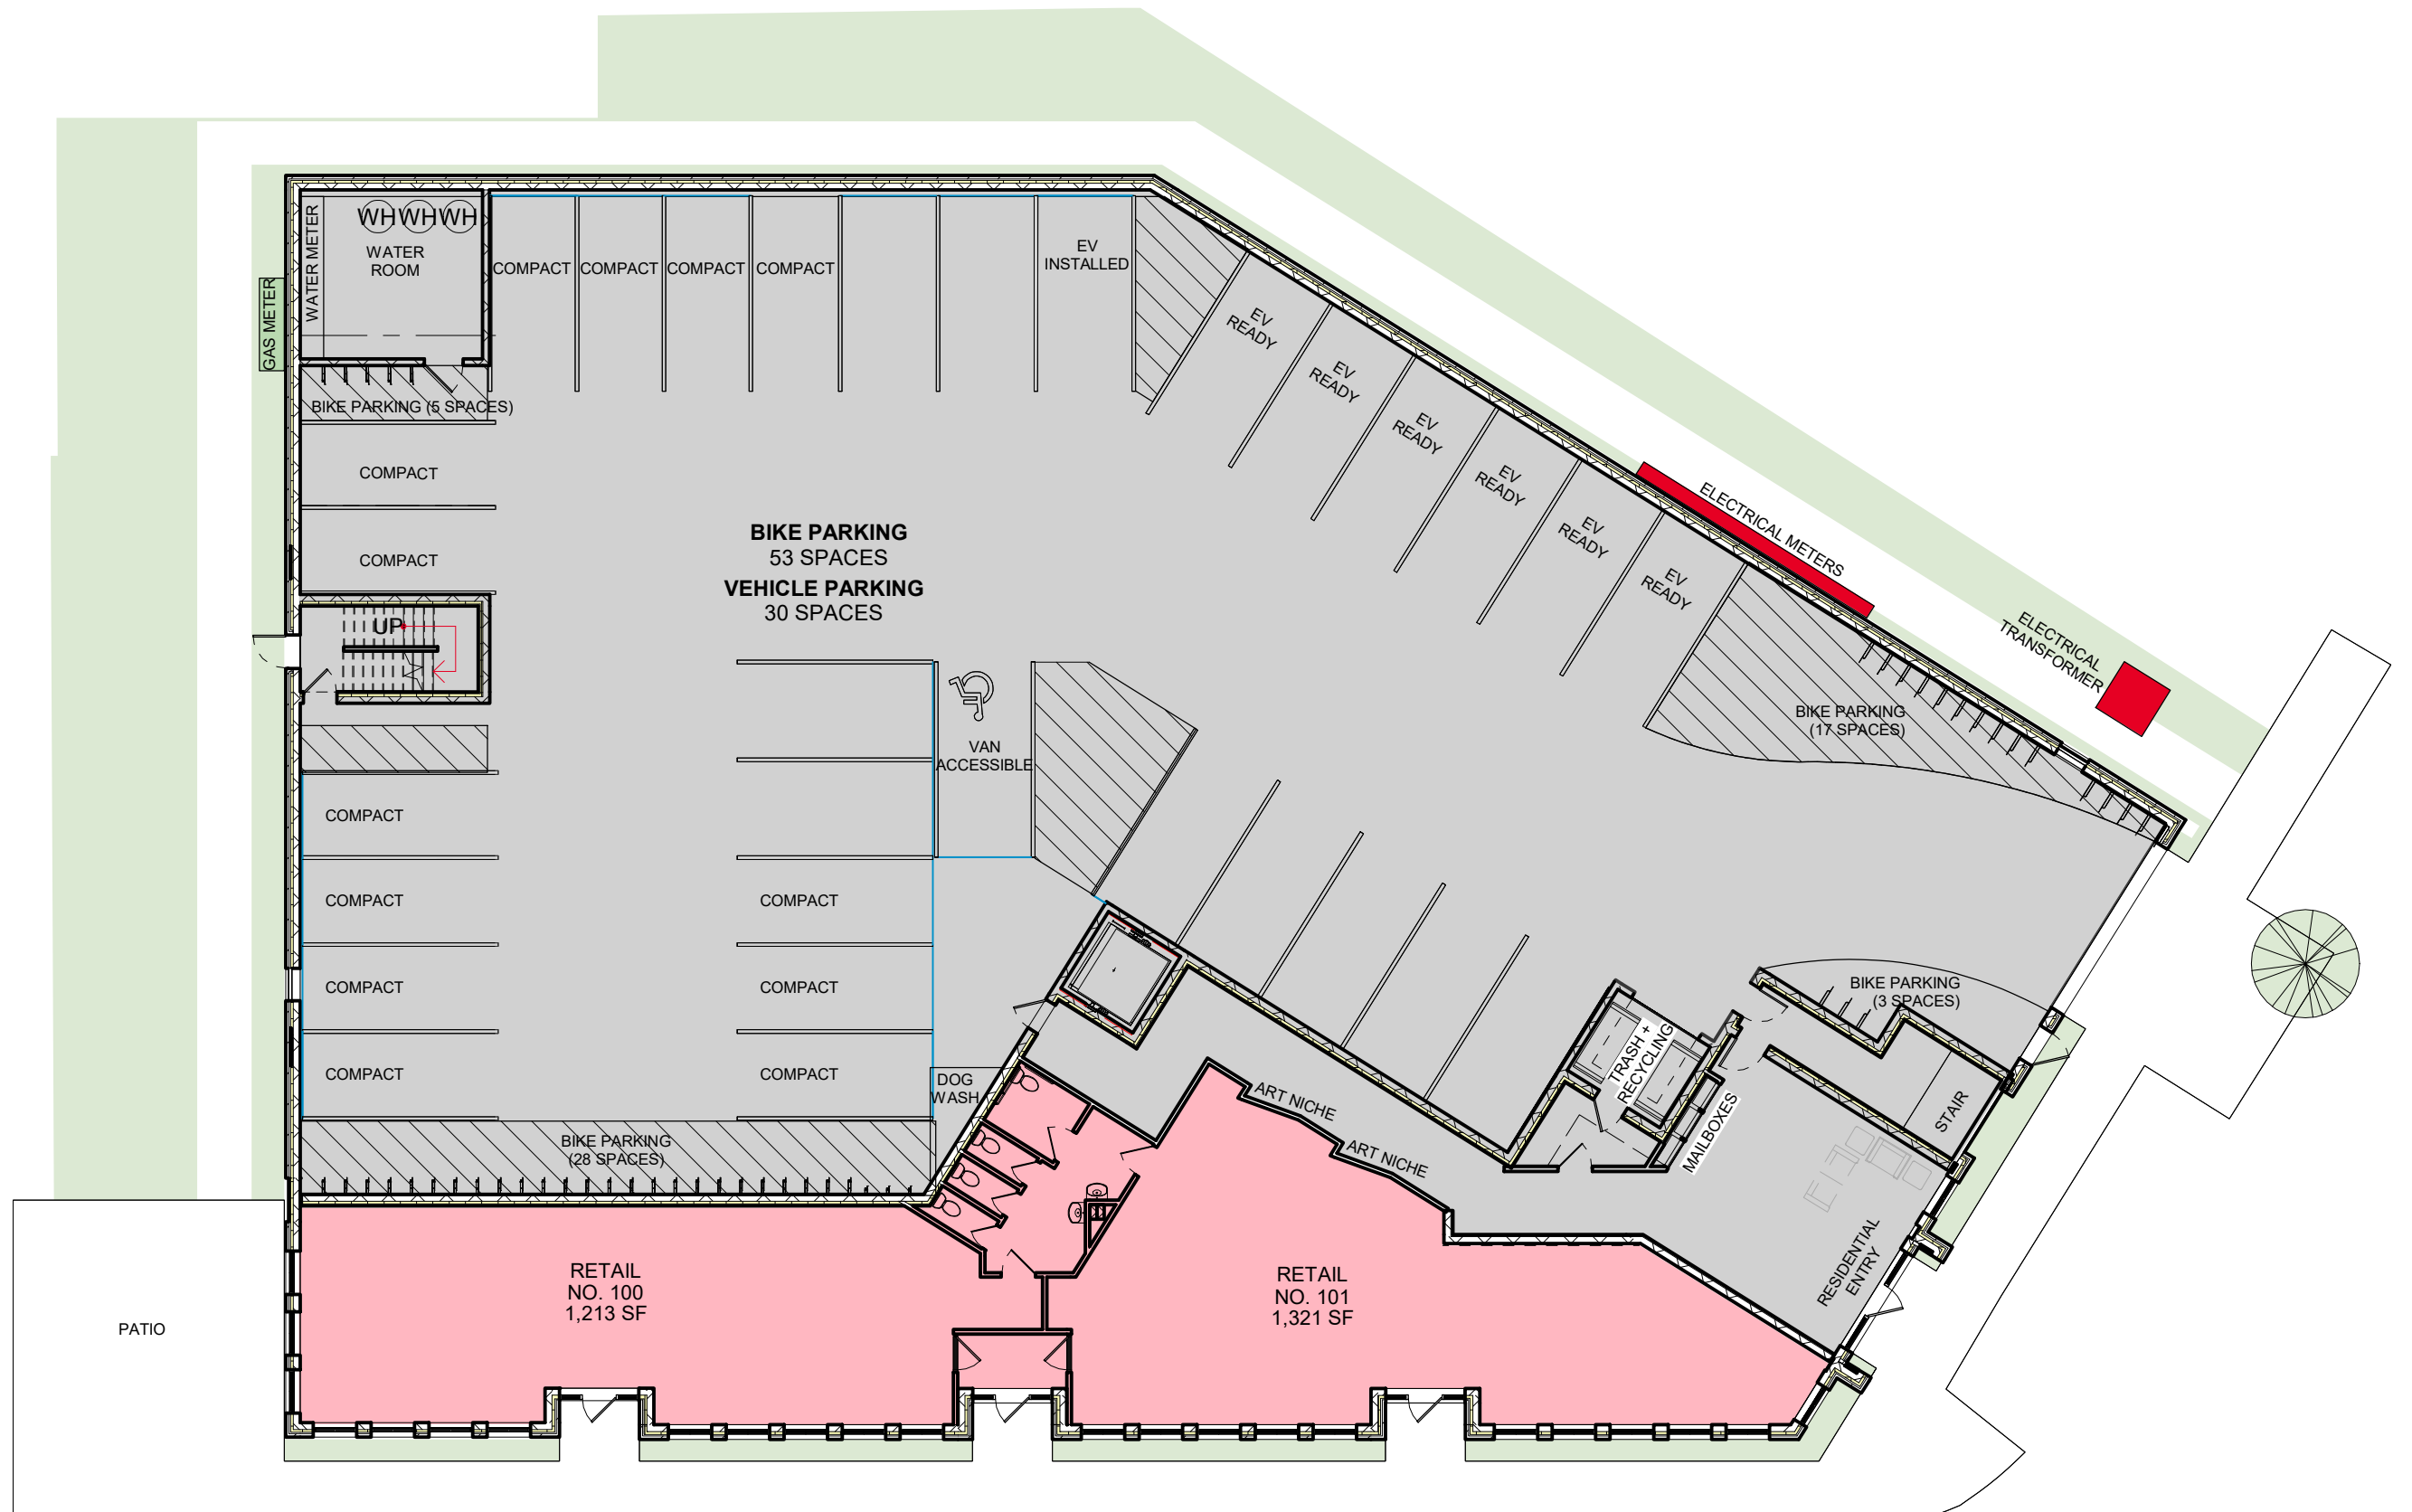 WH WH WH
WATER METER
WATER
ROOM
GAS METER
COMPACT
COMPACT
COMPACT
COMPACT
EV
INSTALLED
EV
READY
EV
READY
EV
READY
EV
READY
EV
READY
EV
READY
BIKE PARKING (5 SPACES)
COMPACT
COMPACT
BIKE PARKING
53 SPACES
VEHICLE PARKING
30 SPACES
ELECTRICAL METERS
ELECTRICAL
TRANSFORMER
UP
VAN
ACCESSIBLE
BIKE PARKING
(17 SPACES)
COMPACT
COMPACT
COMPACT
COMPACT
COMPACT
COMPACT
COMPACT
DOG
WASH
BIKE PARKING
(28 SPACES)
BIKE PARKING
(3 SPACES)
TRASH +
RECYCLING
MAILBOXES
STAIR
ART NICHE
ART NICHE
RESIDENTIAL
ENTRY
RETAIL
NO. 100
1,213 SF
RETAIL
NO. 101
1,321 SF
PATIO